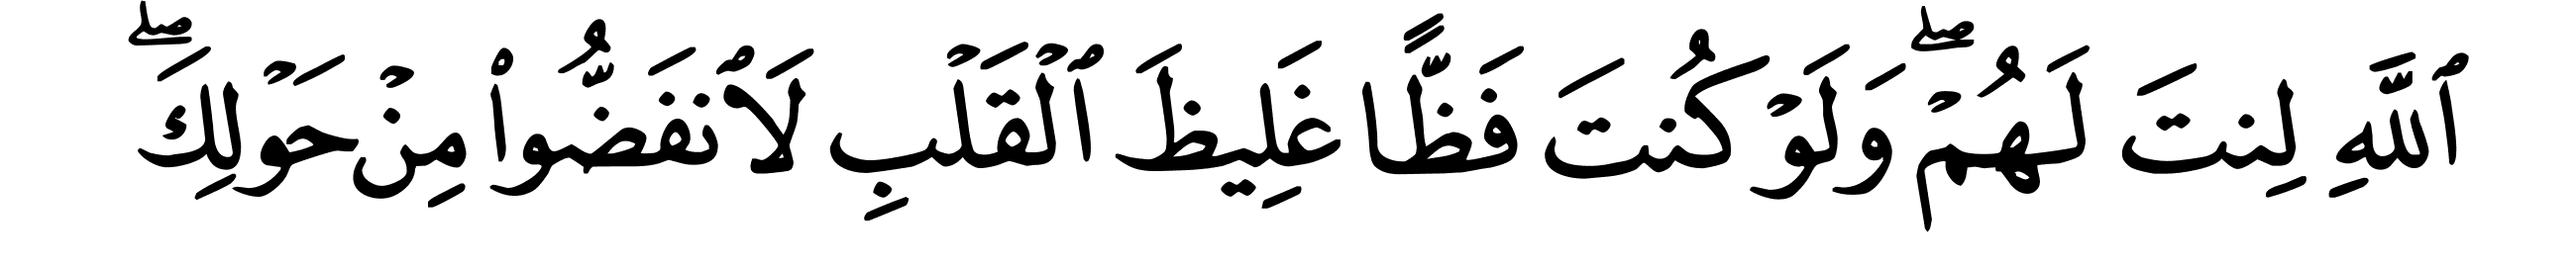 ٱللَّهِ لِنتَ لَهُمْ ۖ وَلَوْ كُنتَ فَظًّا غَلِيظَ ٱلْقَلْبِ لَٱنفَضُّوا۟ مِنْ حَوْلِكَ ۖ